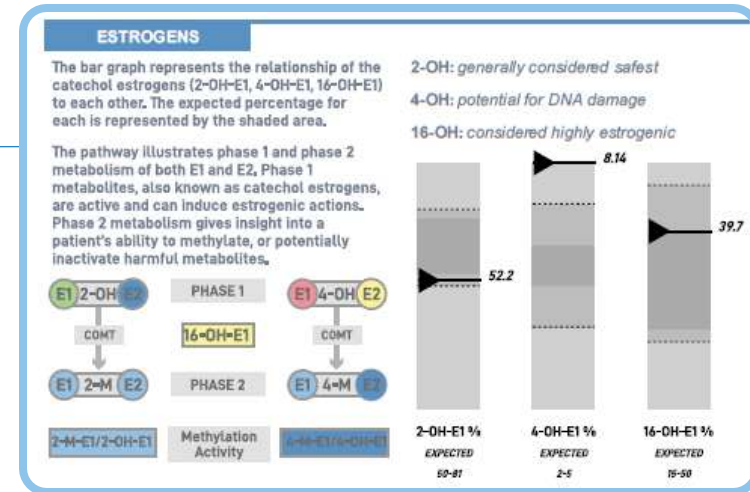 ESTROGENS
The bar graph represents the relationship of the
catechol estrogens (2-OH-E1, 4-OH-E1, 16-OH-E1)
to each other. The expected percentage for
each is represented by the shaded area.
The pathway illustrates phase 1 and phase 2
metabolism of both E1 and E2. Phase 1
metabolites, also known as catechol estrogens,
are active and can induce estrogenic actions.
Phase 2 metabolism gives insight into a
patient's ability to methylate, or potentially
inactivate harmful metabolites.
E1 2-OH E2
PHASE 1
E1 4-OH E2
COMT
16-OH-E1
COMT
E1 2-M E2
PHASE 2
E1 4-M E2
2-M-E1/2-OH-E1
Methylation
Activity
4-M-E1/4-OH-E1
2-OH: generally considered safest
4-OH: potential for DNA damage
16-OH: considered highly estrogenic
52.2
8.14
39.7
2-OH-E1 %
EXPECTED
50-81
4-OH-E1 %
EXPECTED
2-5
16-OH-E1 %
EXPECTED
15-50